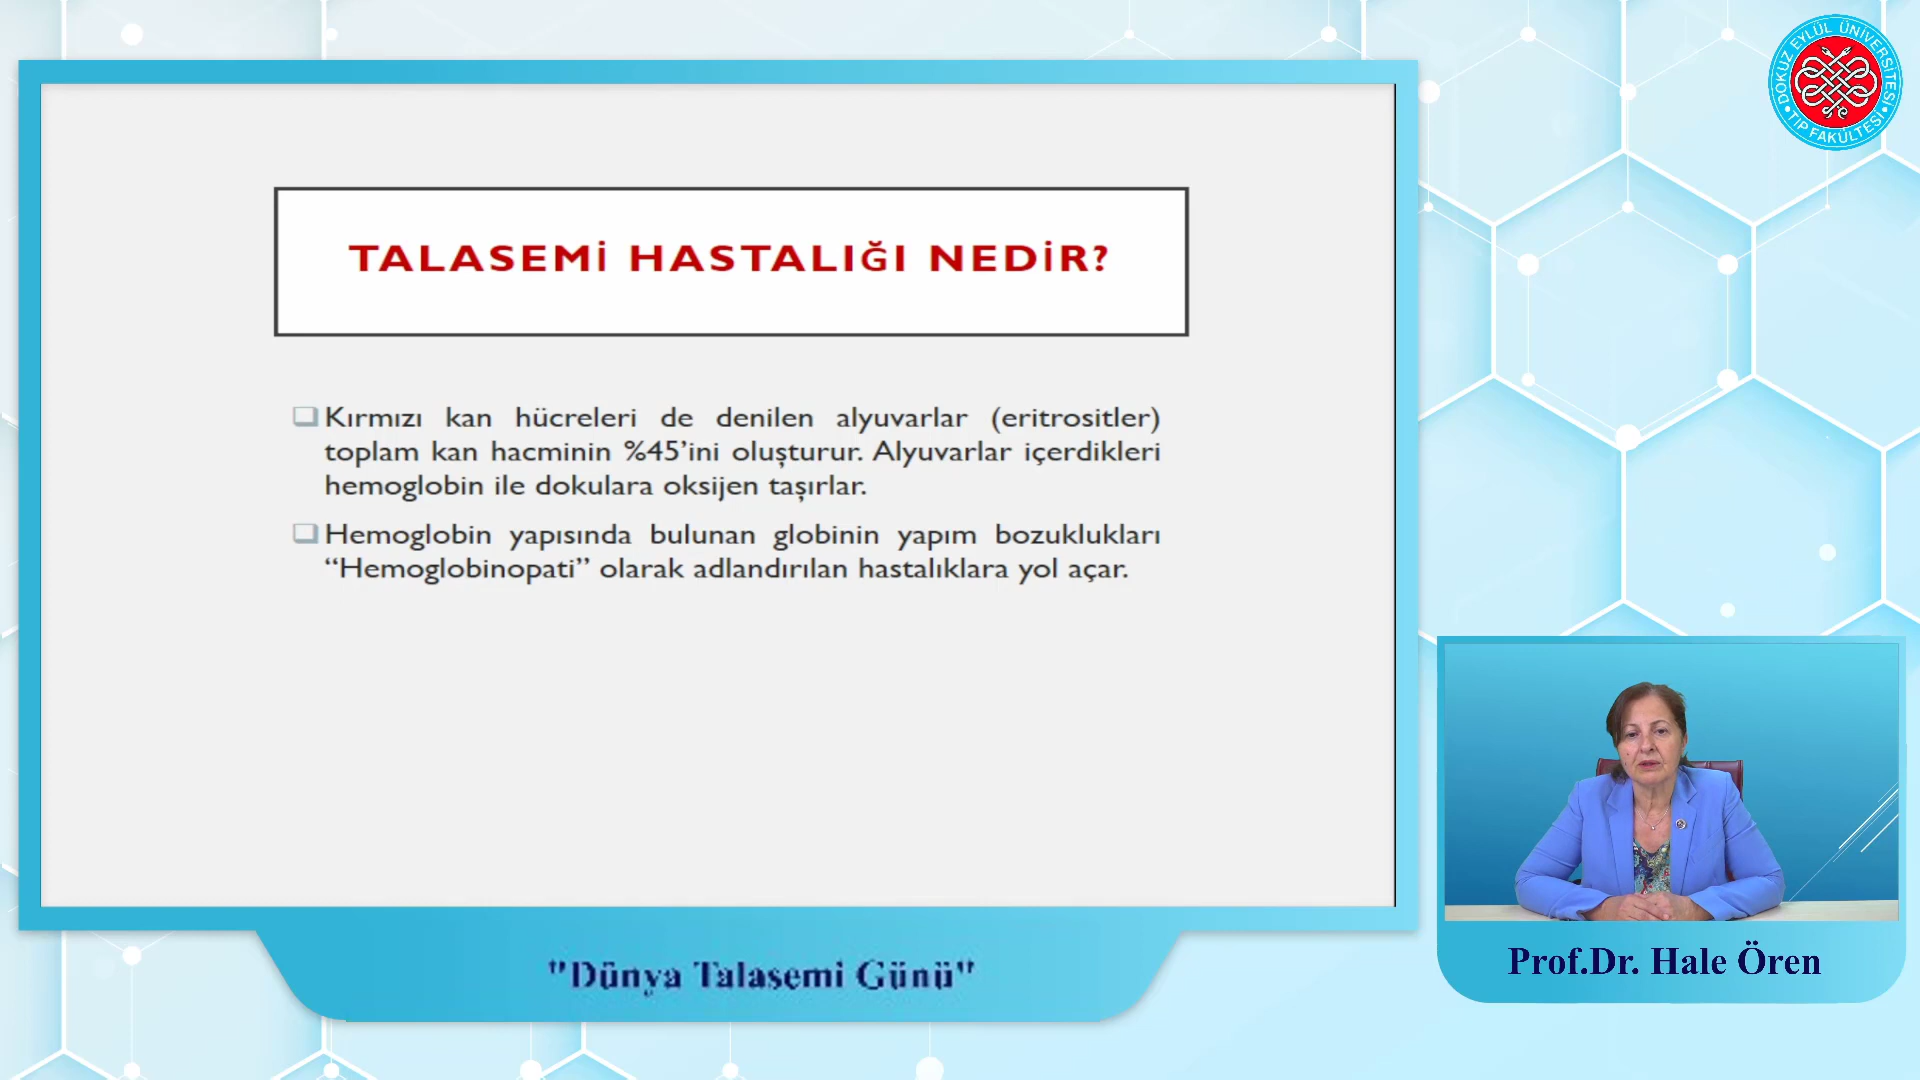 DOKUZ EYLÜL ÜNİVERSİTESİ
TIP FAKÜLTESİ
TALASEMİ HASTALIĞI NEDİR?
Kırmızı kan hücreleri de denilen alyuvarlar (eritrositler)
toplam kan hacminin %45’ini oluşturur. Alyuvarlar içerdikleri
hemoglobin ile dokulara oksijen taşırlar.
Hemoglobin yapısında bulunan globinin yapım bozuklukları
“Hemoglobinopati” olarak adlandırılan hastalıklara yol açar.
Prof.Dr. Hale Ören
"Dünya Talasemi Günü"